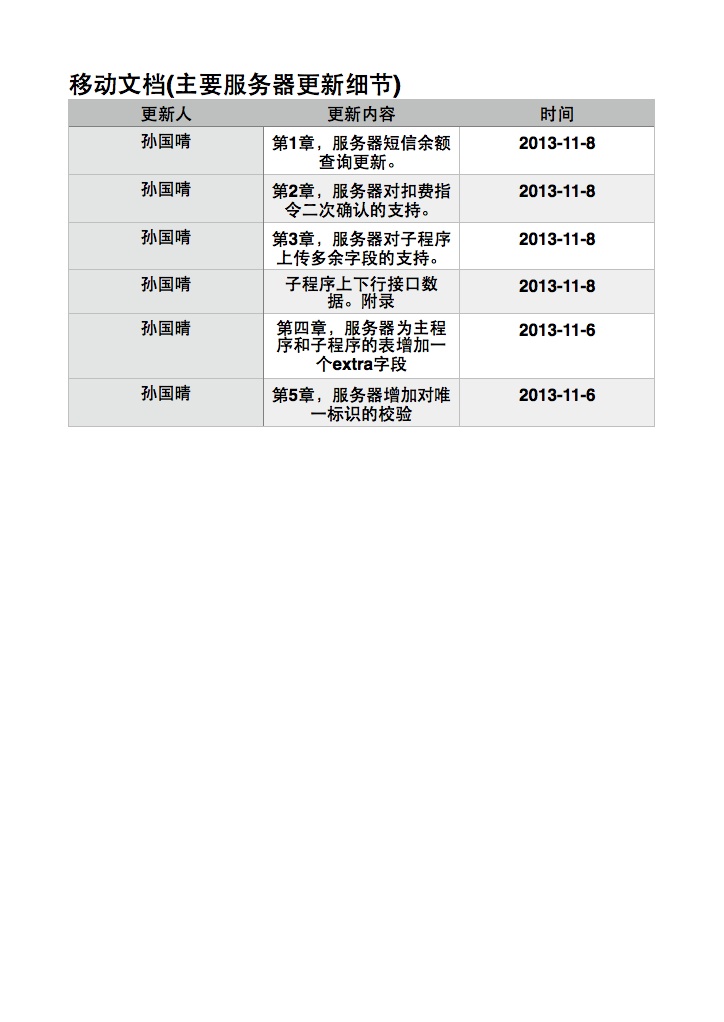 移动文档(主要服务器更新细节)
更新人 更新内容 时间
孙国晴 第1章，服务器短信余额 2013-11-8
查询更新。
孙国晴 第2章，服务器对扣费指 2013-11-8
令二次确认的支持。
孙国晴 第3章，服务器对子程序 2013-11-8
上传多余字段的支持。
孙国晴 子程序上下行接口数 2013-11-8
据。附录
孙国晴 第四章，服务器为主程 2013-11-6
序和子程序的表增加一
个extra字段
孙国晴 第5章，服务器增加对唯 2013-11-6
一标识的校验